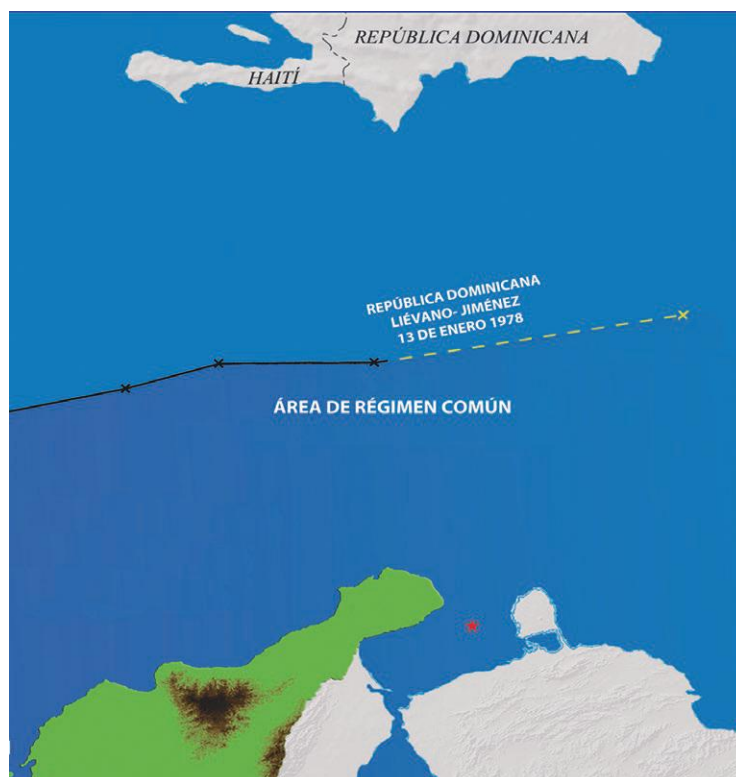 REPÚBLICA DOMINICANA
HAITÍ
REPÚBLICA DOMINICANA
LIÉVANO- JIMÉNEZ
13 DE ENERO 1978
ÁREA DE RÉGIMEN COMÚN